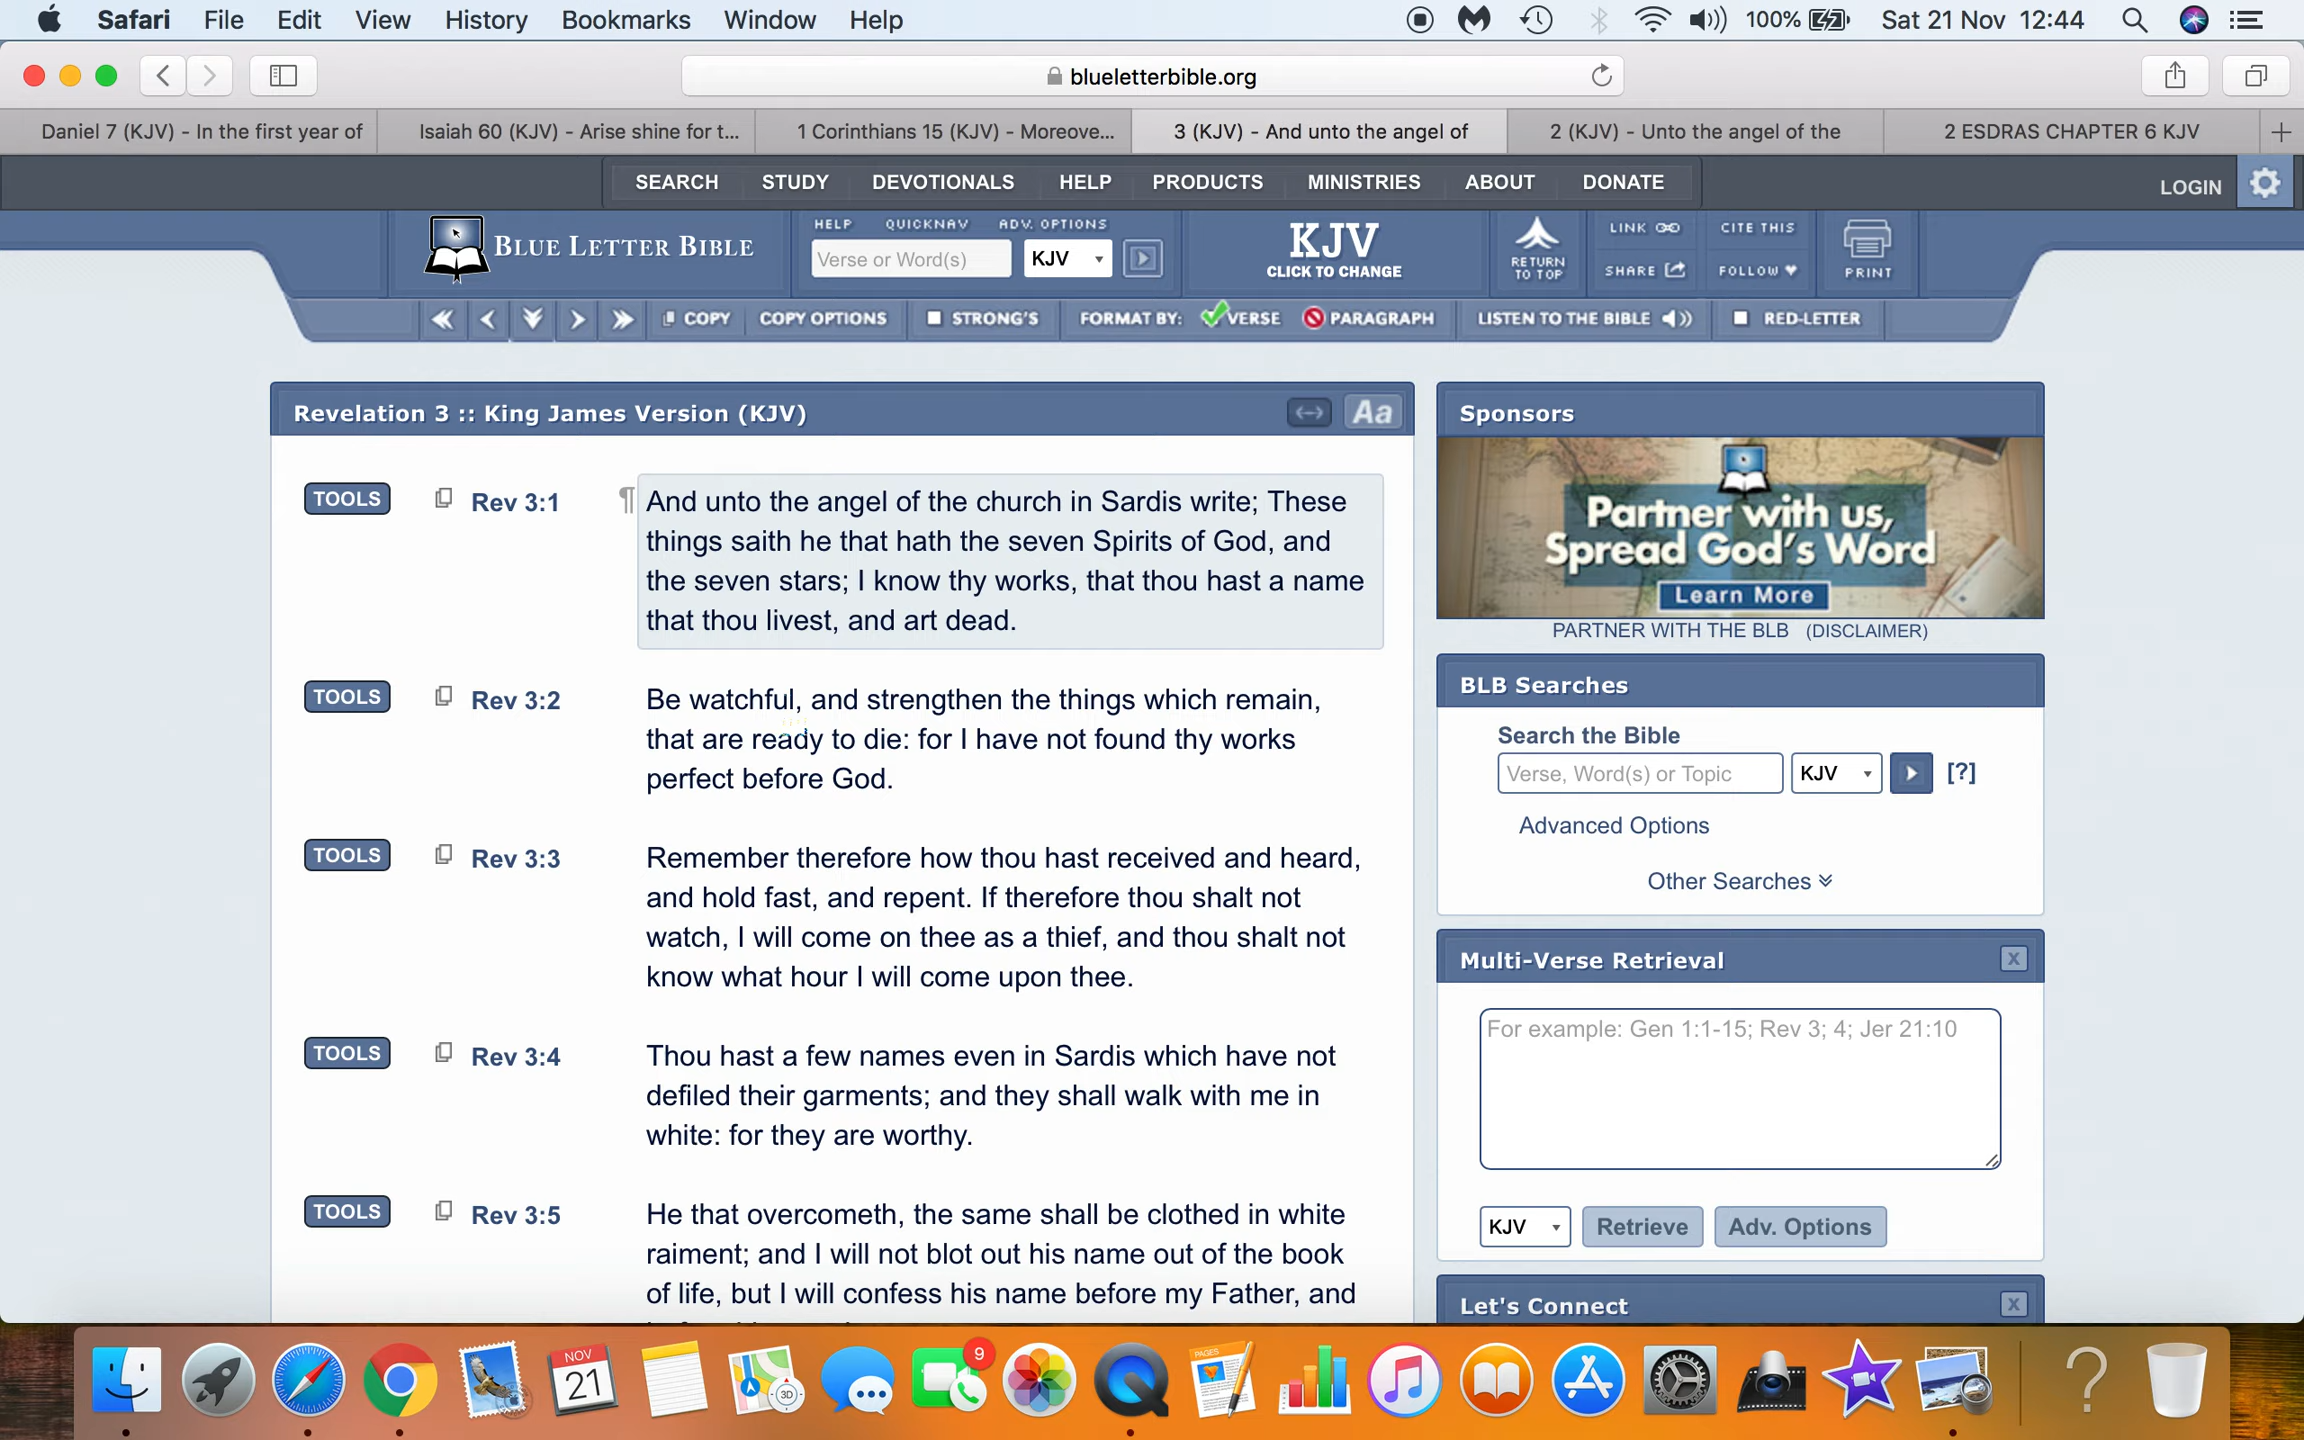 Safari File Edit View History Bookmarks Window Help 100% Sat 21 Nov 12:44
blueletterbible.org
Daniel 7 (KJV) - In the first year of Isaiah 60 (KJV) - Arise shine for t... 1 Corinthians 15 (KJV) - Moreove... 3 (KJV) - And unto the angel of 2 (KJV) - Unto the angel of the 2 ESDRAS CHAPTER 6 KJV
SEARCH STUDY DEVOTIONALS HELP PRODUCTS MINISTRIES ABOUT DONATE LOGIN
HELP QUICKNAV ADV. OPTIONS
BLUE LETTER BIBLE
Verse or Word(s) KJV
KJV
CLICK TO CHANGE
RETURN
TO TOP
LINK CITE THIS
SHARE FOLLOW
PRINT
COPY COPY OPTIONS STRONG'S FORMAT BY: VERSE PARAGRAPH LISTEN TO THE BIBLE RED-LETTER
Revelation 3 :: King James Version (KJV) Aa
TOOLS Rev 3:1 ¶ And unto the angel of the church in Sardis write; These
things saith he that hath the seven Spirits of God, and
the seven stars; I know thy works, that thou hast a name
that thou livest, and art dead.
TOOLS Rev 3:2 Be watchful, and strengthen the things which remain,
that are ready to die: for I have not found thy works
perfect before God.
TOOLS Rev 3:3 Remember therefore how thou hast received and heard,
and hold fast, and repent. If therefore thou shalt not
watch, I will come on thee as a thief, and thou shalt not
know what hour I will come upon thee.
TOOLS Rev 3:4 Thou hast a few names even in Sardis which have not
defiled their garments; and they shall walk with me in
white: for they are worthy.
TOOLS Rev 3:5 He that overcometh, the same shall be clothed in white
raiment; and I will not blot out his name out of the book
of life, but I will confess his name before my Father, and
Sponsors
Partner with us,
Spread God's Word
Learn More
PARTNER WITH THE BLB (DISCLAIMER)
BLB Searches
Search the Bible
Verse, Word(s) or Topic KJV [?]
Advanced Options
Other Searches
Multi-Verse Retrieval X
For example: Gen 1:1-15; Rev 3; 4; Jer 21:10
KJV Retrieve Adv. Options
Let's Connect X
NOV
21
3D
9
PAGES